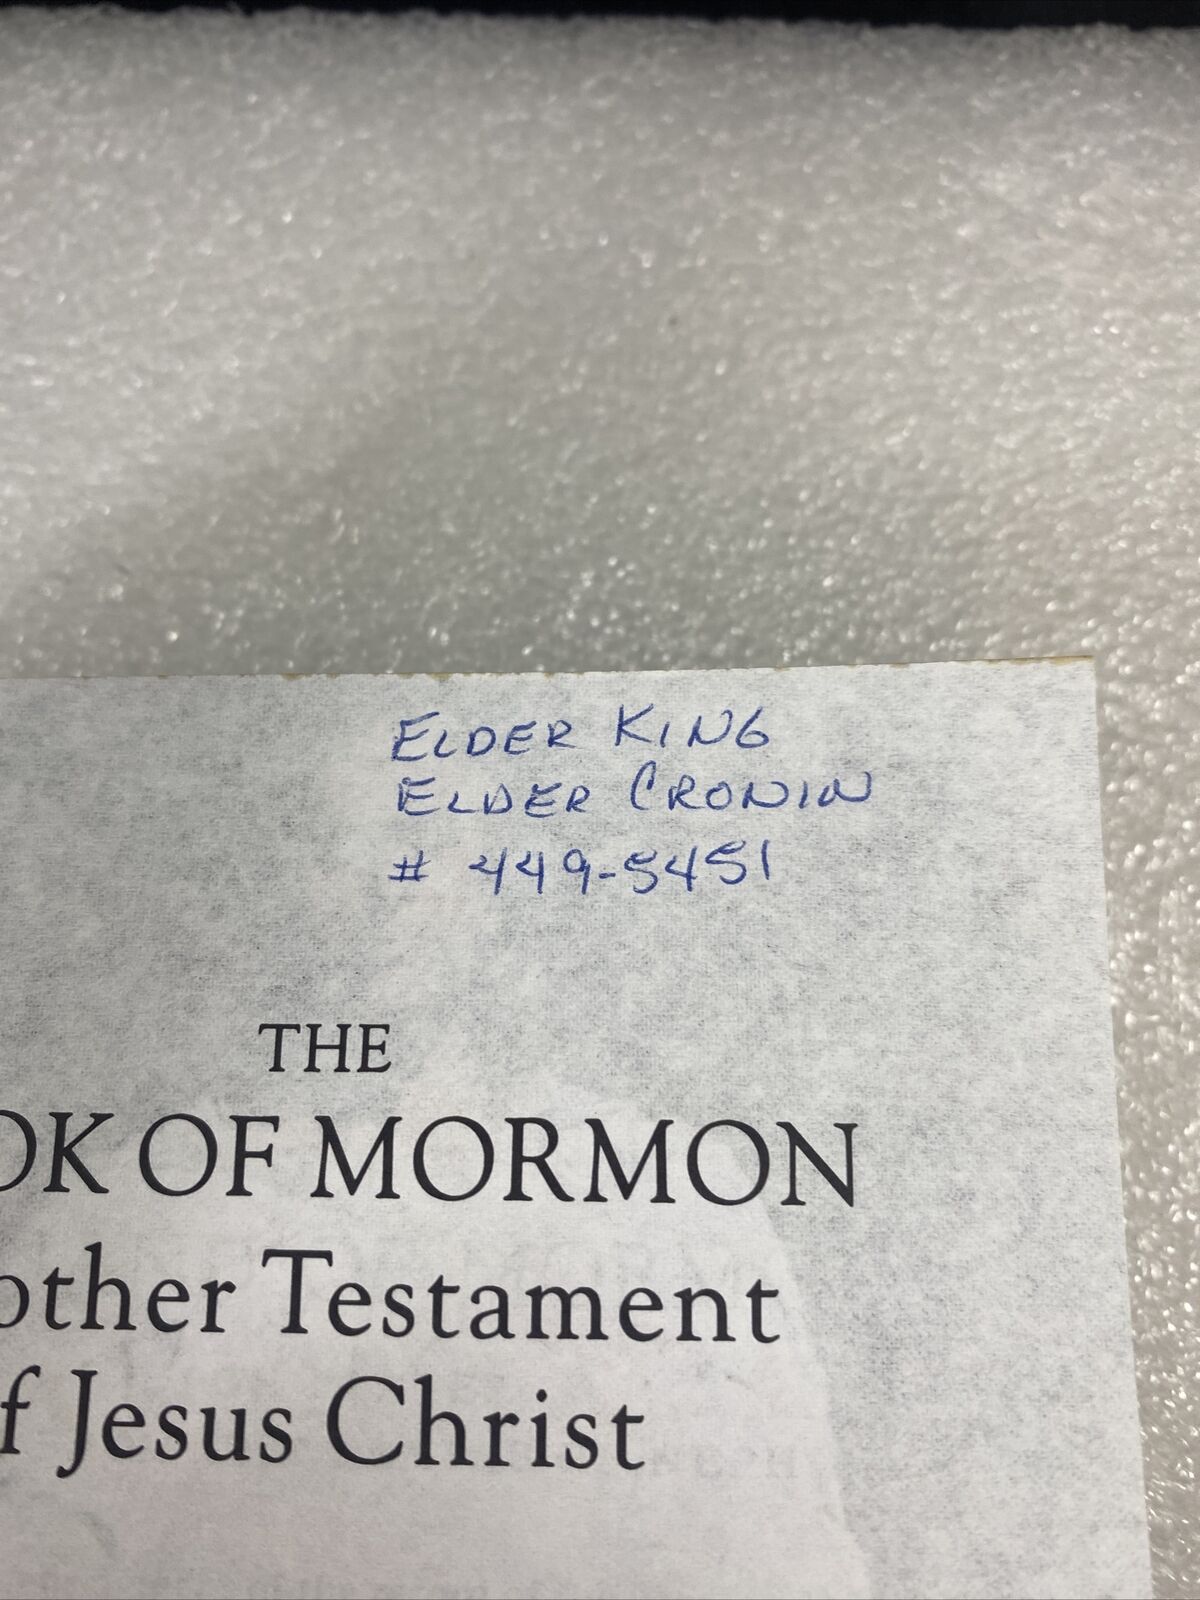 ELDER KING
ELDER CRONIN
# 449-5451
THE
OK OF MORMON
other Testament
f Jesus Christ